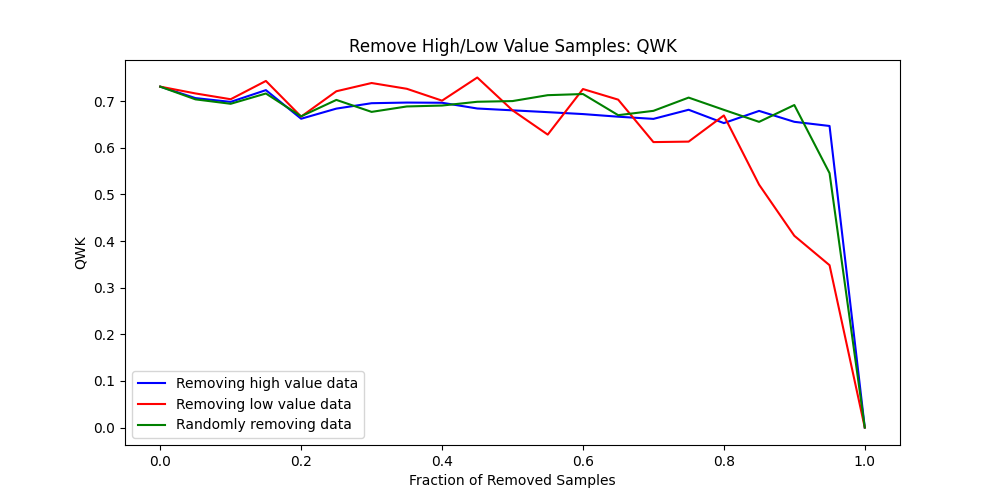 Remove High/Low Value Samples: QWK
QWK
0.7
0.6
0.5
0.4
0.3
0.2
0.1
0.0
Removing high value data
Removing low value data
Randomly removing data
0.0 0.2 0.4 0.6 0.8 1.0
Fraction of Removed Samples